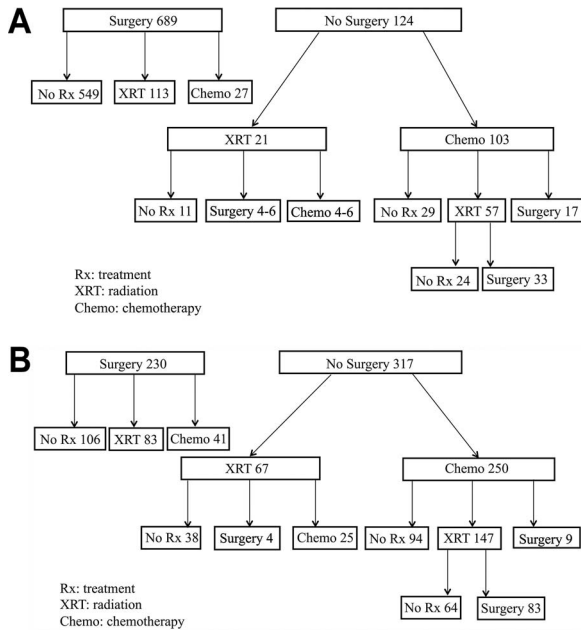 A
Surgery 689
No Surgery 124
No Rx 549
XRT 113
Chemo 27
XRT 21
Chemo 103
No Rx 11
Surgery 4-6
Chemo 4-6
No Rx 29
XRT 57
Surgery 17
No Rx 24
Surgery 33
Rx: treatment
XRT: radiation
Chemo: chemotherapy
B
Surgery 230
No Surgery 317
No Rx 106
XRT 83
Chemo 41
XRT 67
Chemo 250
No Rx 38
Surgery 4
Chemo 25
No Rx 94
XRT 147
Surgery 9
No Rx 64
Surgery 83
Rx: treatment
XRT: radiation
Chemo: chemotherapy